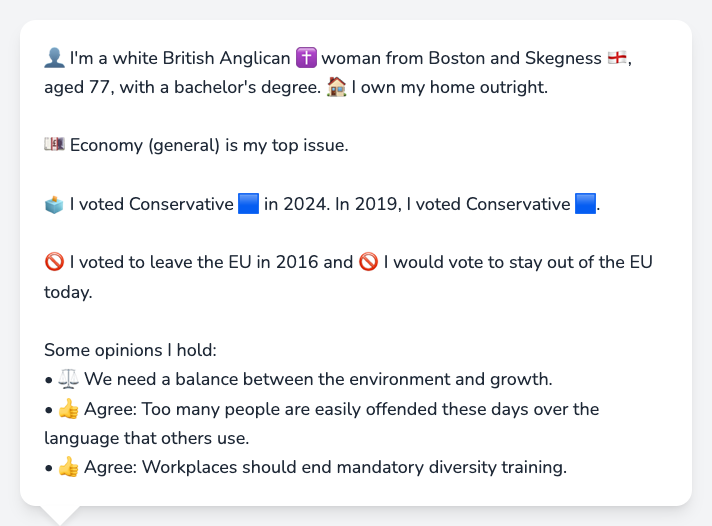 👤 I'm a white British Anglican ✝️ woman from Boston and Skegness 🏴󠁧󠁢󠁥󠁮󠁧󠁿,
aged 77, with a bachelor's degree. 🏠 I own my home outright.
💷 Economy (general) is my top issue.
🗳️ I voted Conservative 🟦 in 2024. In 2019, I voted Conservative 🟦.
🚫 I voted to leave the EU in 2016 and 🚫 I would vote to stay out of the EU
today.
Some opinions I hold:
• ⚖️ We need a balance between the environment and growth.
• 👍 Agree: Too many people are easily offended these days over the
language that others use.
• 👍 Agree: Workplaces should end mandatory diversity training.